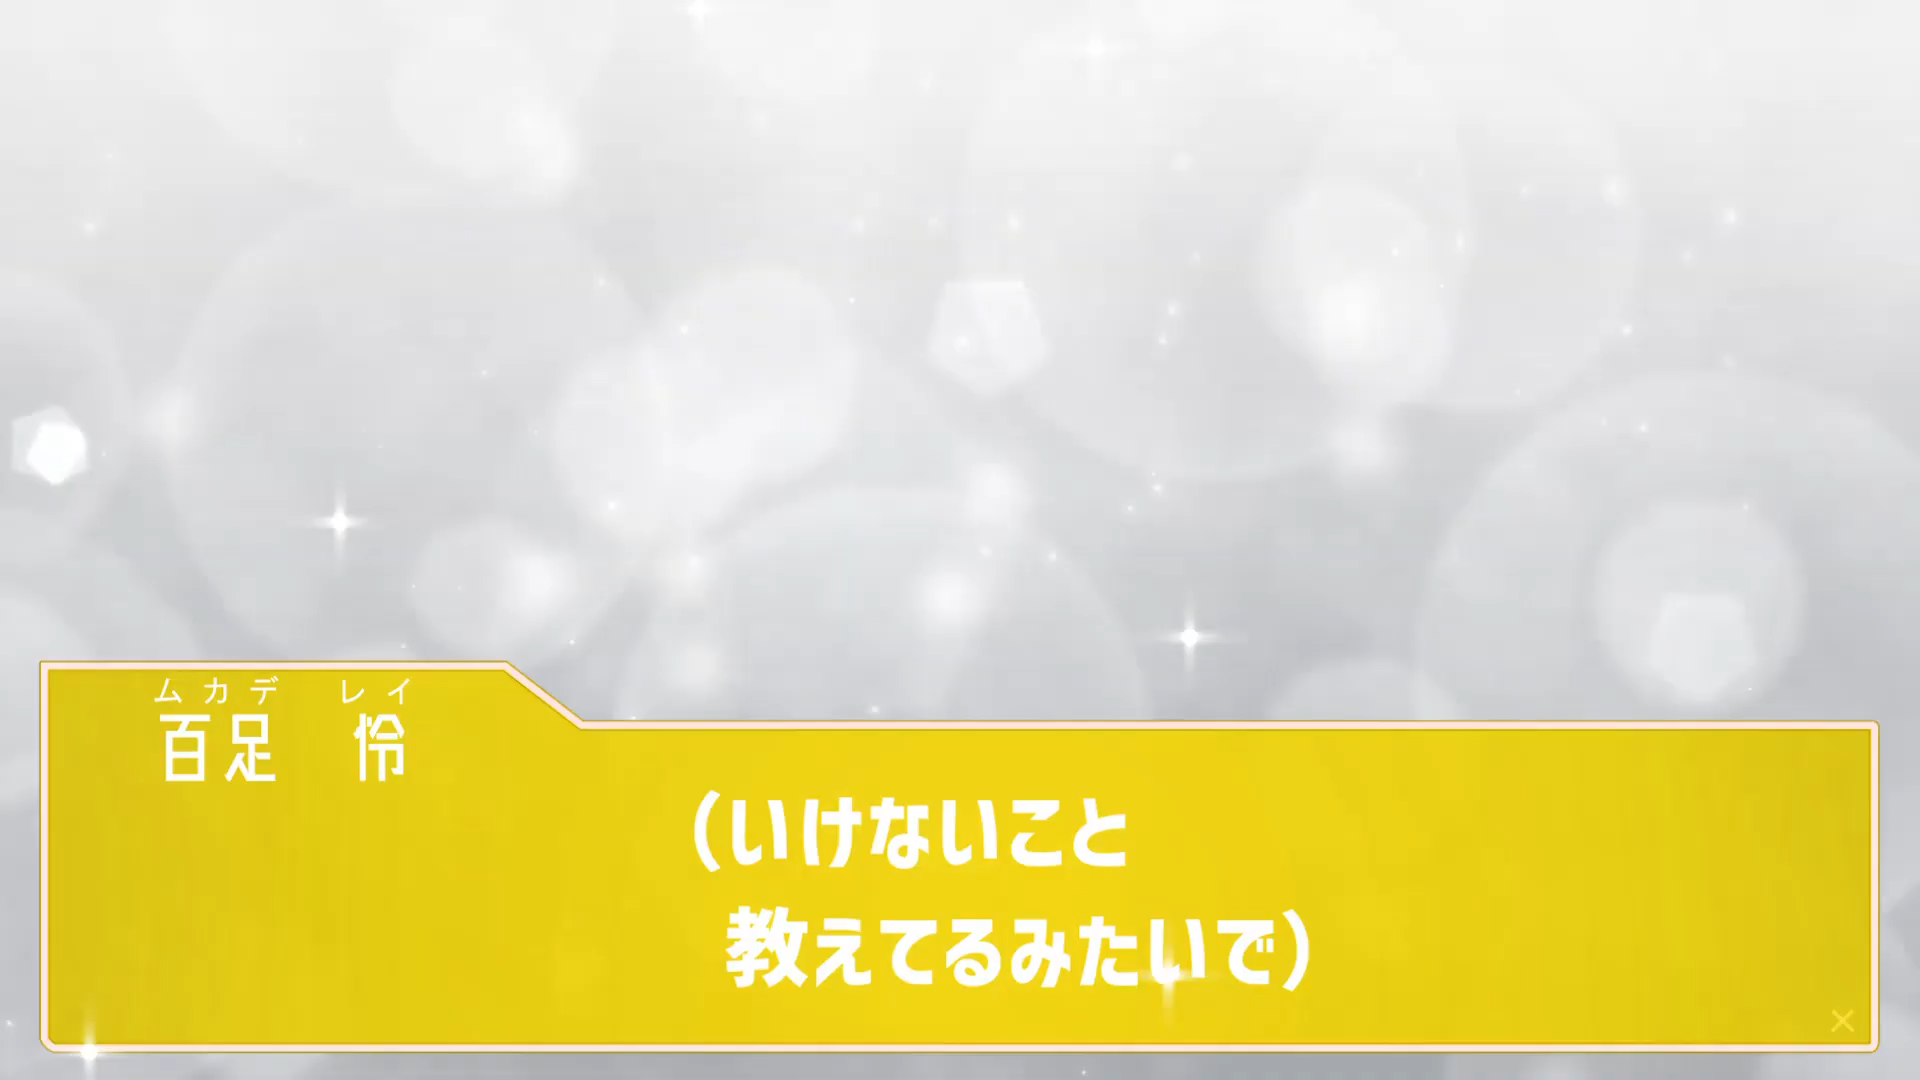 ムカデ レイ
百足 怜
（いけないこと
教えてるみたいで）